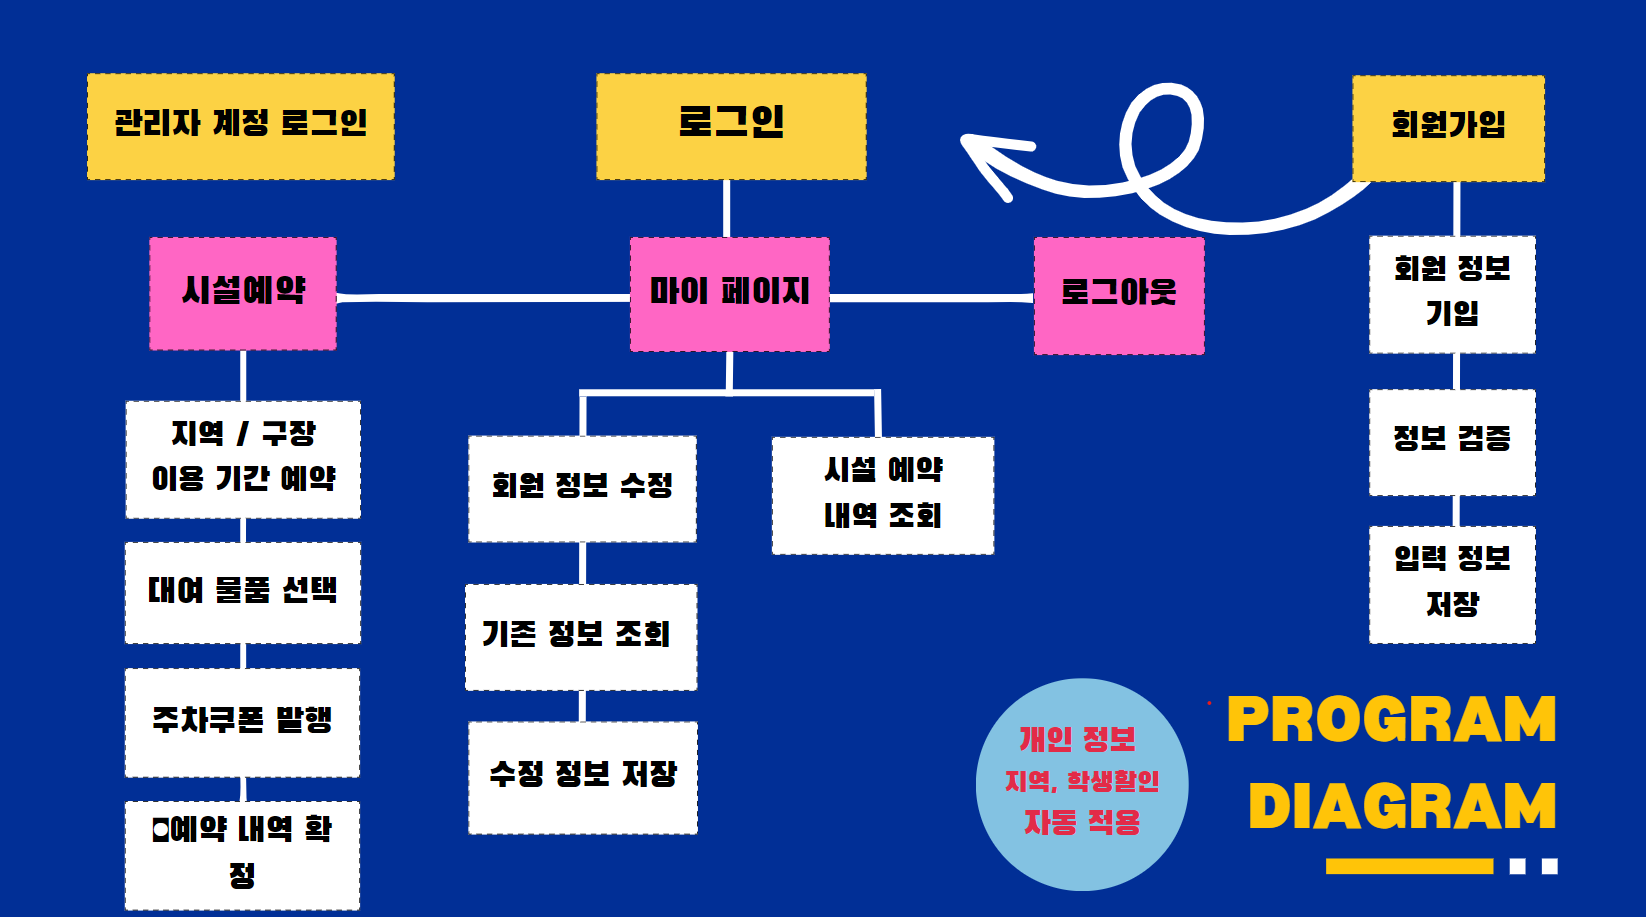 관리자 계정 로그인
로그인
회원가입
시설예약
마이 페이지
로그아웃
회원 정보
기입
지역 / 구장
이용 기간 예약
회원 정보 수정
시설 예약
내역 조회
정보 검증
대여 물품 선택
기존 정보 조회
입력 정보
저장
주차쿠폰 발행
수정 정보 저장
예약 내역 확
정
개인 정보
지역, 학생할인
자동 적용
PROGRAM
DIAGRAM